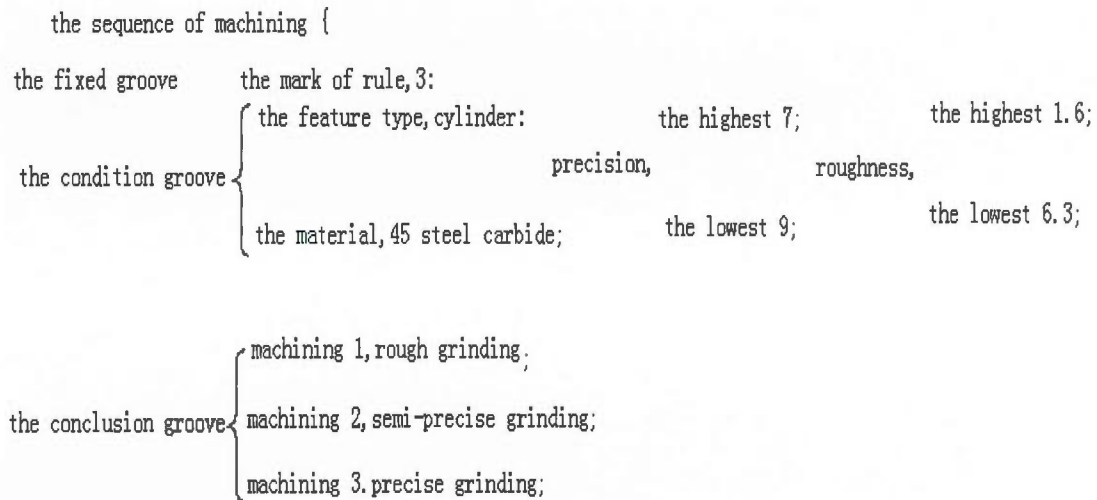 the sequence of machining {
the fixed groove the mark of rule,3:
the feature type,cylinder: the highest 7; the highest 1.6;
the condition groove precision, roughness,
the material,45 steel carbide; the lowest 9; the lowest 6.3;
machining 1,rough grinding;
the conclusion groove machining 2,semi-precise grinding;
machining 3.precise grinding;